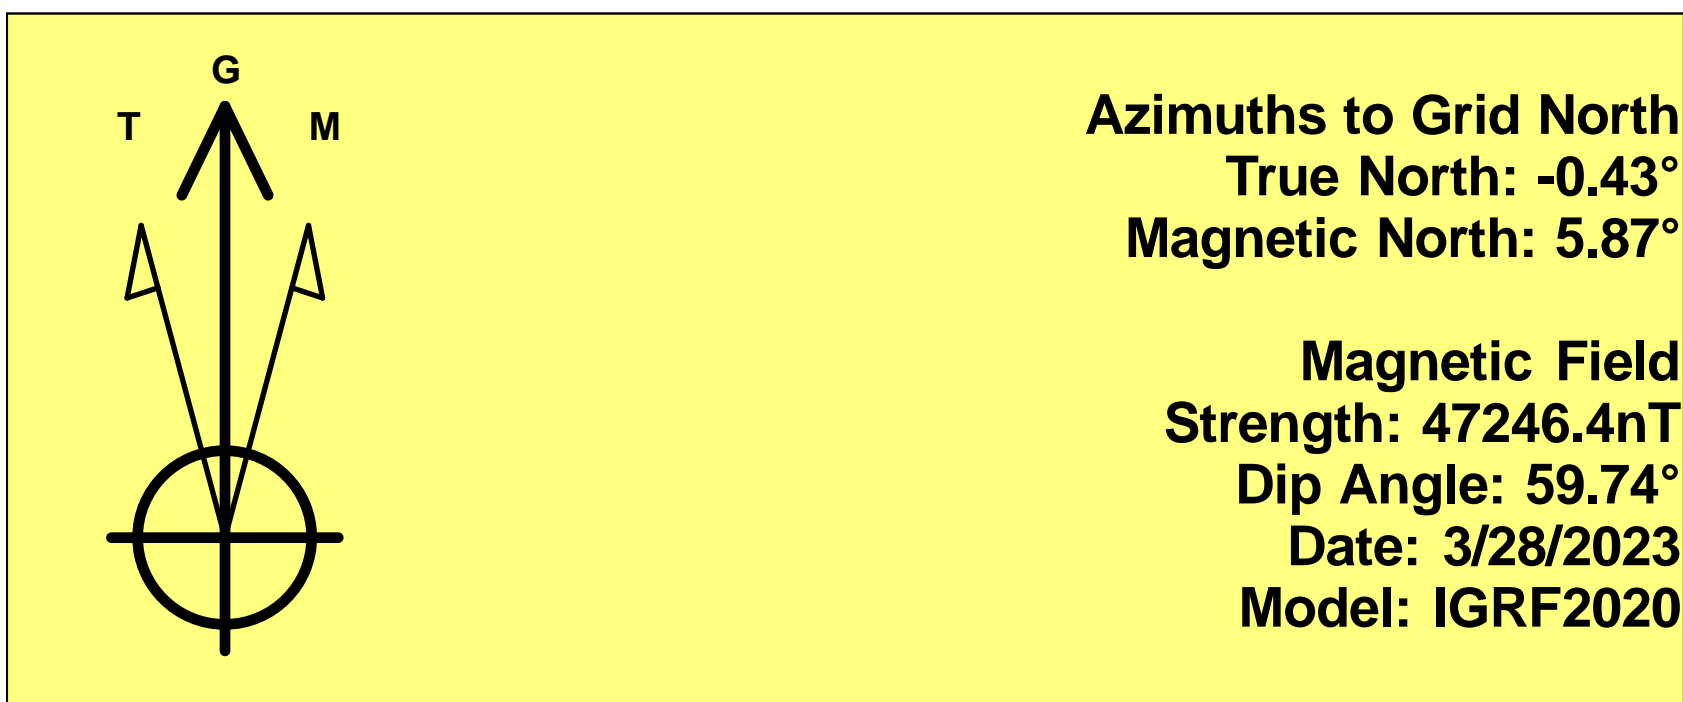 G
T
M
Azimuths to Grid North
True North: -0.43°
Magnetic North: 5.87°
Magnetic Field
Strength: 47246.4nT
Dip Angle: 59.74°
Date: 3/28/2023
Model: IGRF2020